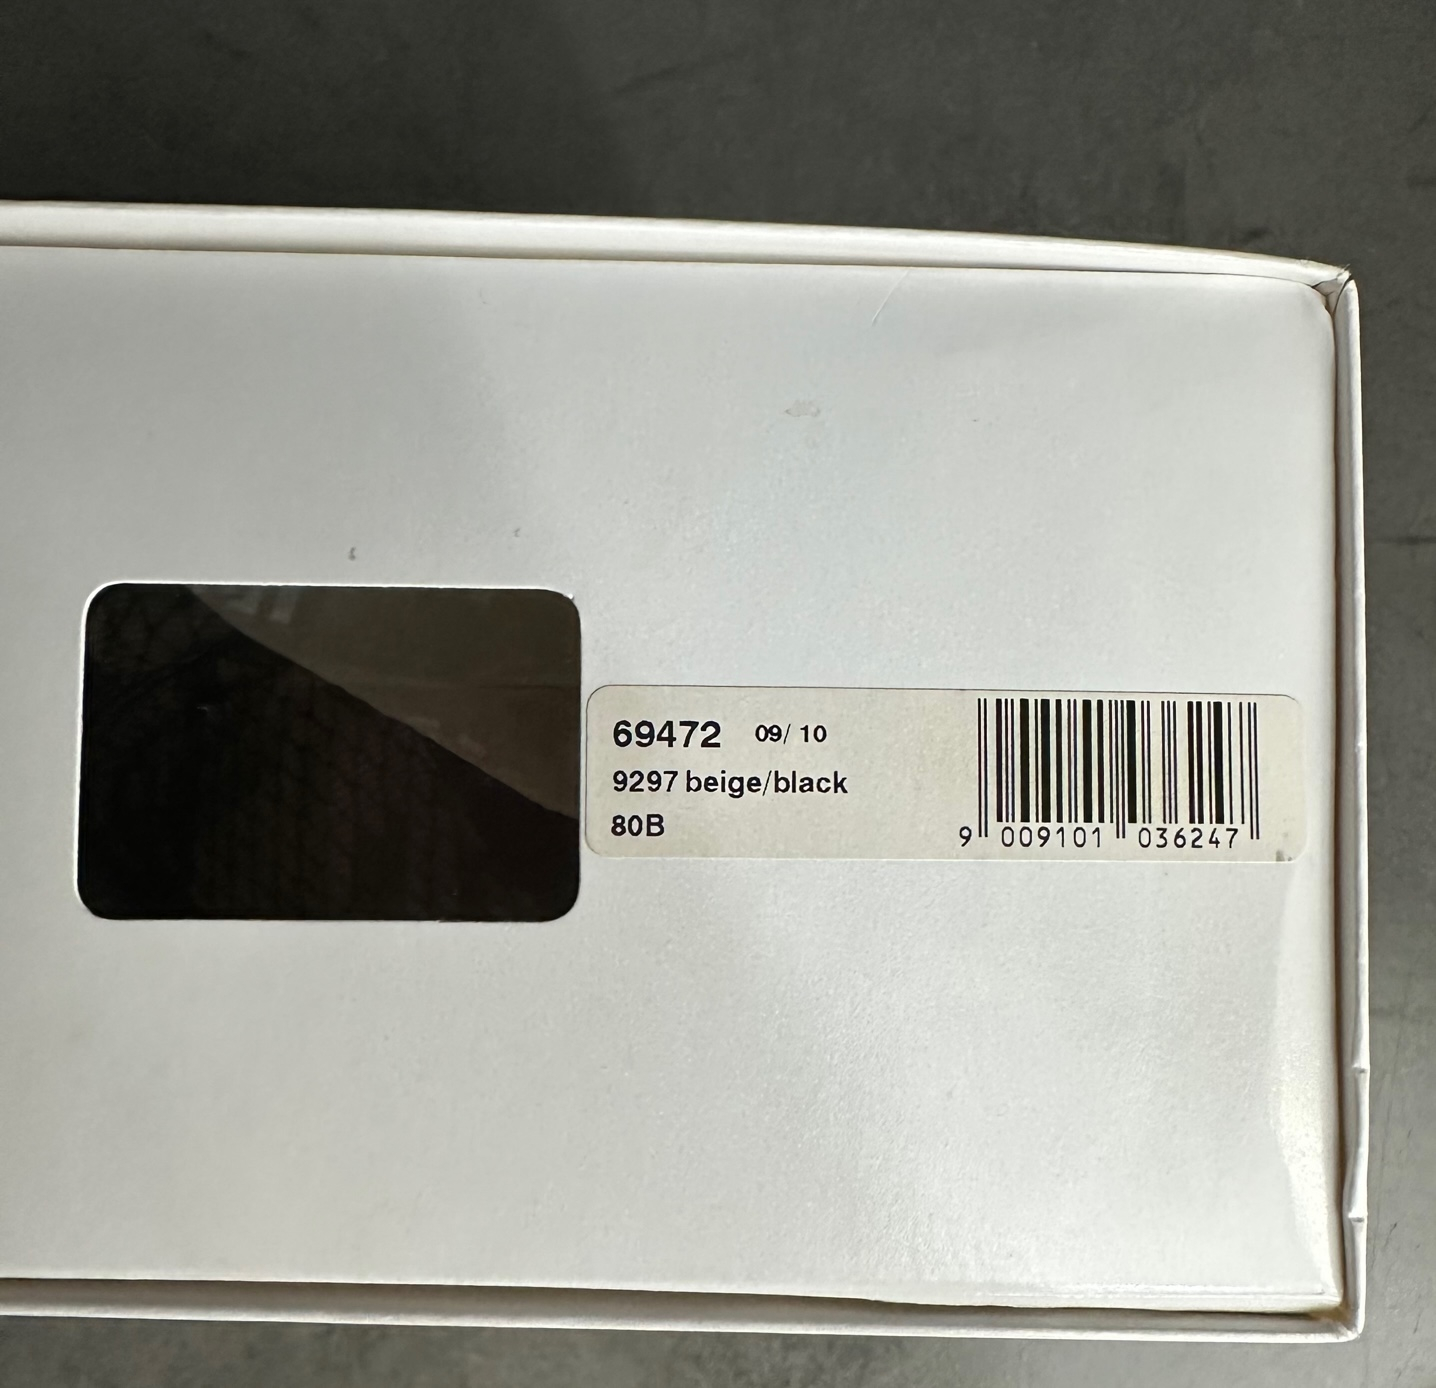 69472 09/ 10
9297 beige/black
80B
9 009101 036247